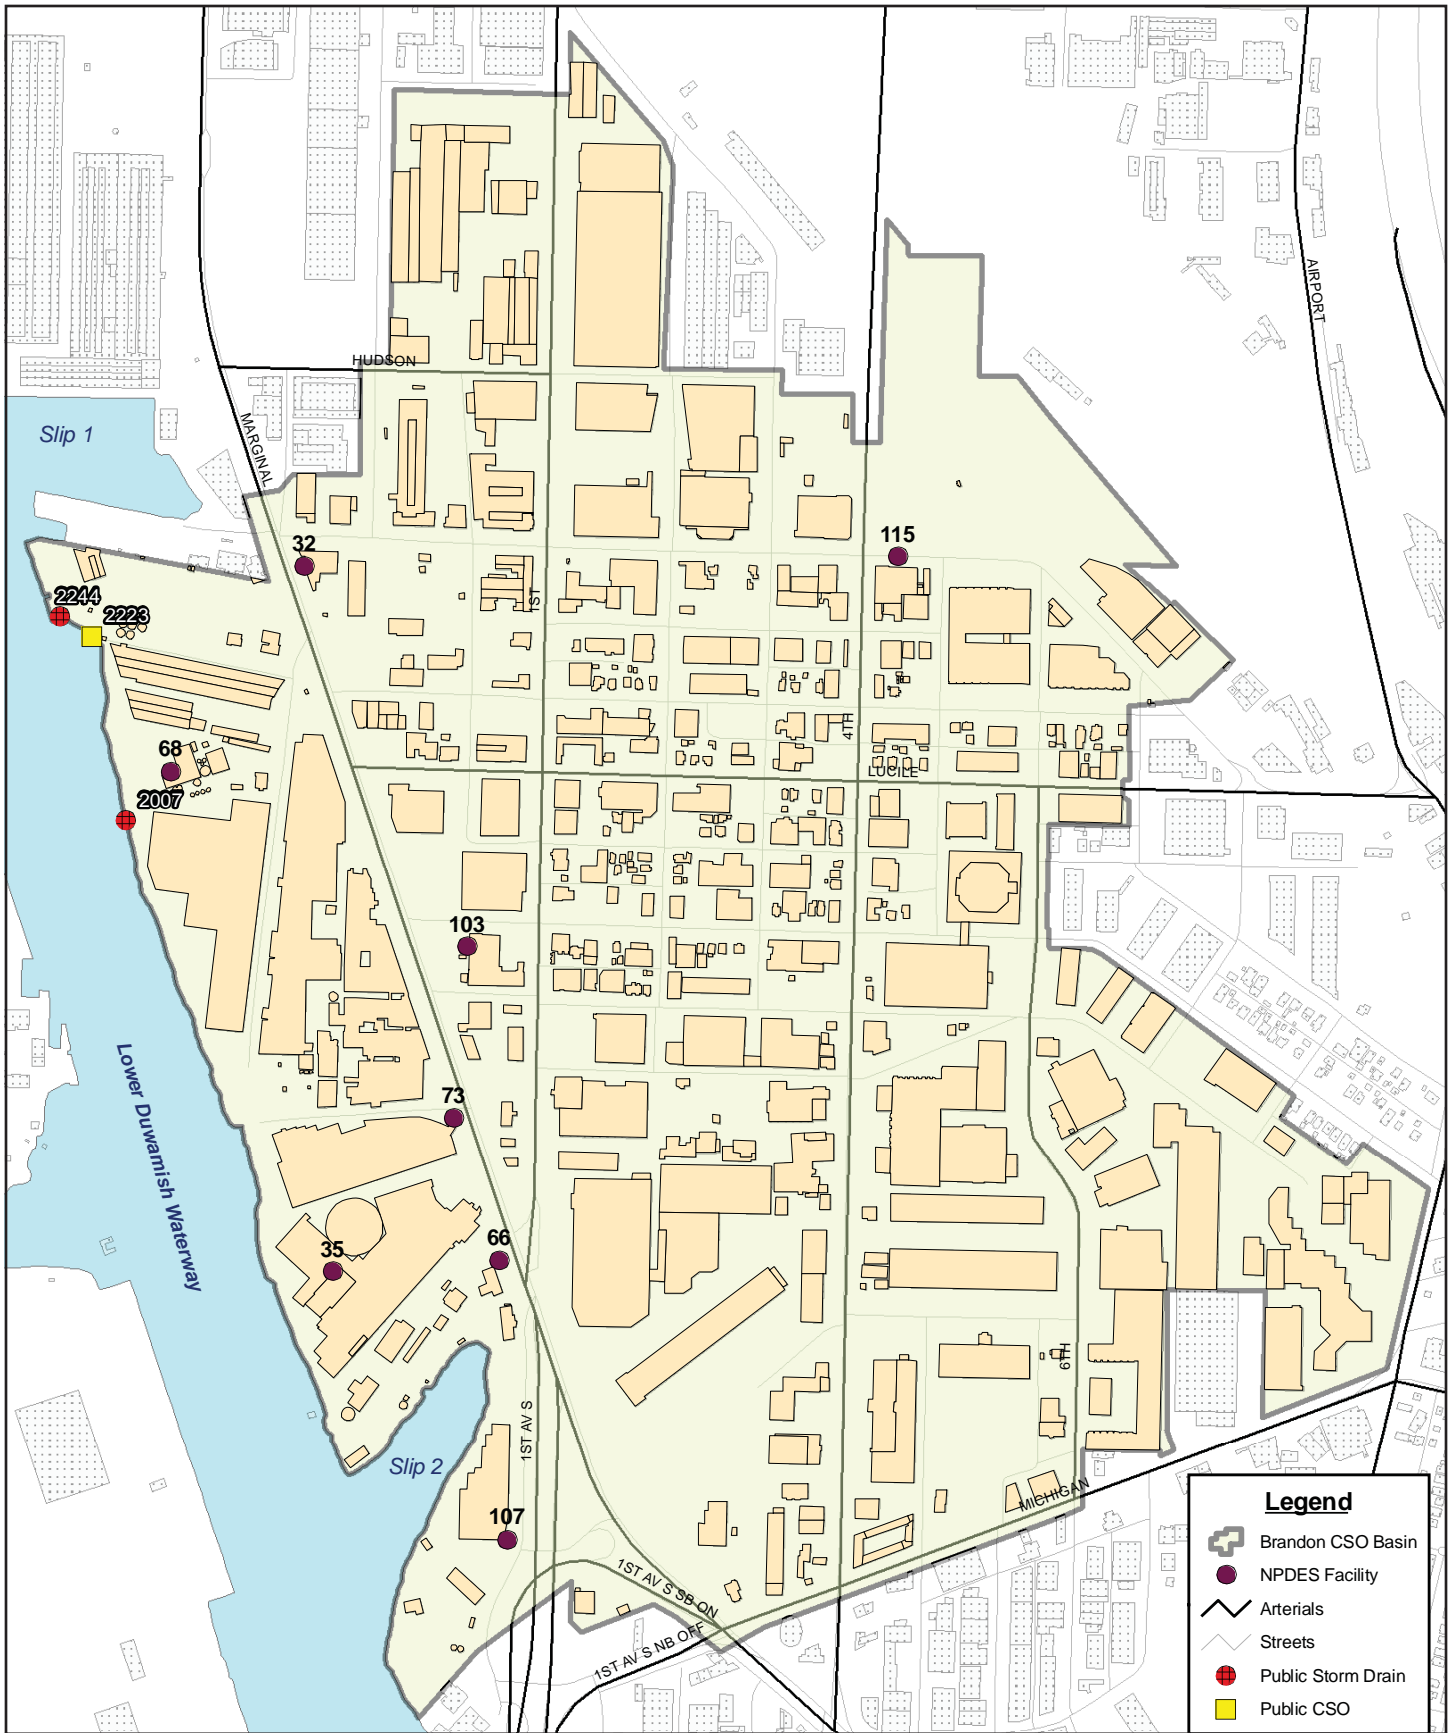 HUDSON
AIRPORT
Slip 1
MARGINAL
32
115
2244
2223
1ST
68
4TH
LUCILE
2007
103
Lower Duwamish Waterway
73
66
35
6TH
1ST AV S
Slip 2
MICHIGAN
107
1ST AV S SB ON
1ST AV S NB OFF
Legend
Brandon CSO Basin
NPDES Facility
Arterials
Streets
Public Storm Drain
Public CSO